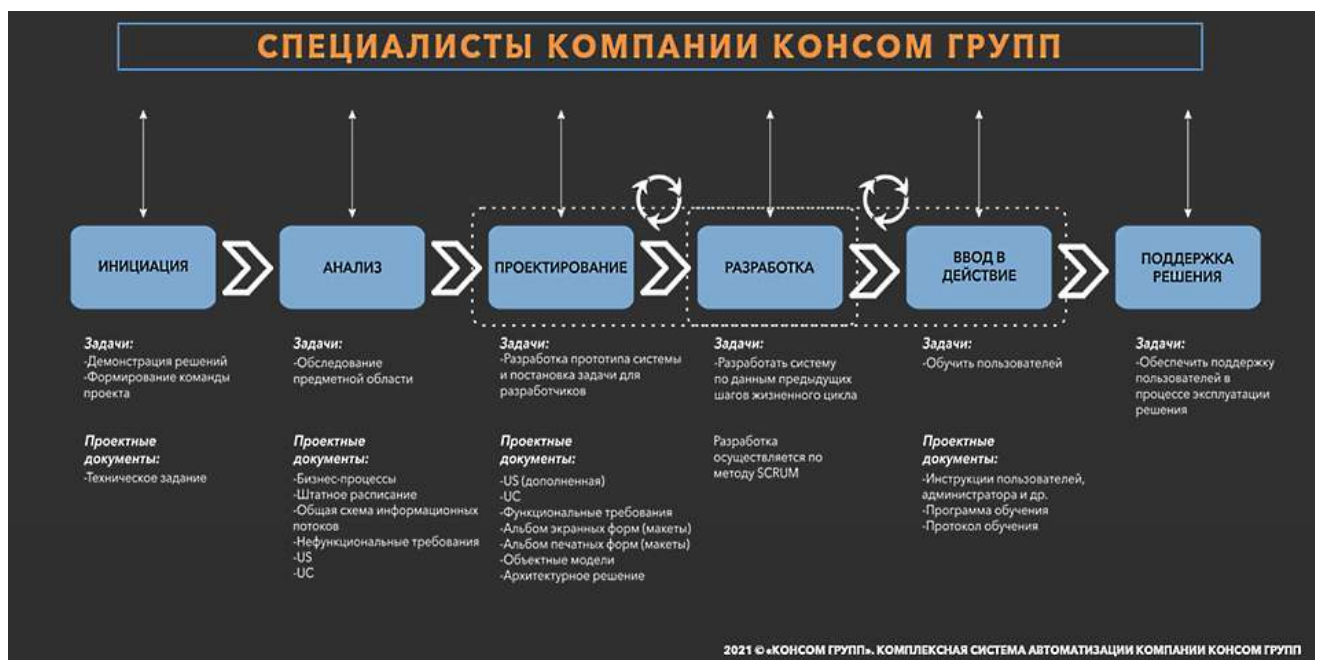 СПЕЦИАЛИСТЫ КОМПАНИИ КОНСОМ ГРУПП
ИНИЦИАЦИЯ
АНАЛИЗ
ПРОЕКТИРОВАНИЕ
РАЗРАБОТКА
ВВОД В
ДЕЙСТВИЕ
ПОДДЕРЖКА
РЕШЕНИЯ
Задачи:
-Демонстрация решений
-Формирование команды
проекта
Проектные
документы:
-Техническое задание
Задачи:
-Обследование
предметной области
Проектные
документы:
-Бизнес-процессы
-Штатное расписание
-Общая схема информационных
потоков
-Нефункциональные требования
-US
-UC
Задачи:
-Разработка прототипа системы
и постановка задачи для
разработчиков
Проектные
документы:
-US (дополненная)
-UC
-Функциональные требования
-Альбом экранных форм (макеты)
-Альбом печатных форм (макеты)
-Объектные модели
-Архитектурное решение
Задачи:
-Разработать систему
по данным предыдущих
шагов жизненного цикла
Разработка
осуществляется по
методу SCRUM
Задачи:
-Обучить пользователей
Проектные
документы:
-Инструкции пользователей,
администратора и др.
-Программа обучения
-Протокол обучения
Задачи:
-Обеспечить поддержку
пользователей в
процессе эксплуатации
решения
2021 © «КОНСОМ ГРУПП». КОМПЛЕКСНАЯ СИСТЕМА АВТОМАТИЗАЦИИ КОМПАНИИ КОНСОМ ГРУПП